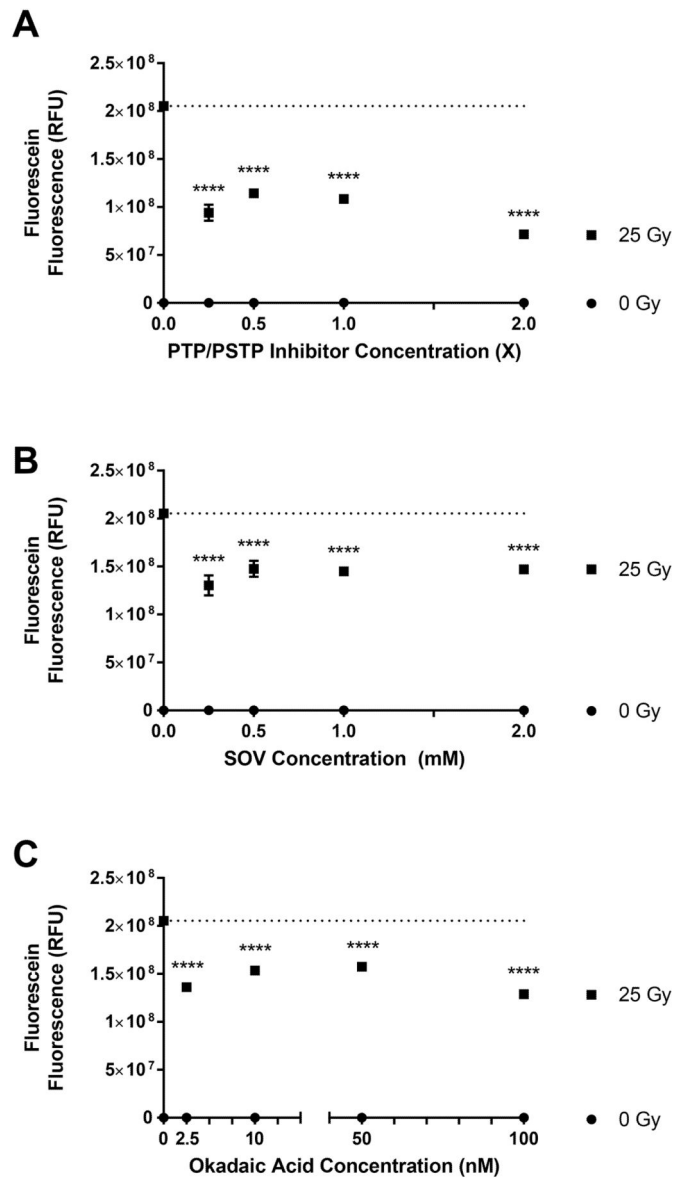 A
Fluorescein
Fluorescence (RFU)
2.5×10⁸
2×10⁸
1.5×10⁸
1×10⁸
5×10⁷
0
**** **** **** ****
0.0 0.5 1.0 2.0
PTP/PSTP Inhibitor Concentration (X)
25 Gy
0 Gy
B
Fluorescein
Fluorescence (RFU)
2.5×10⁸
2×10⁸
1.5×10⁸
1×10⁸
5×10⁷
0
**** **** **** ****
0.0 0.5 1.0 2.0
SOV Concentration (mM)
25 Gy
0 Gy
C
Fluorescein
Fluorescence (RFU)
2.5×10⁸
2×10⁸
1.5×10⁸
1×10⁸
5×10⁷
0
**** **** **** ****
0 2.5 10 50 100
Okadaic Acid Concentration (nM)
25 Gy
0 Gy